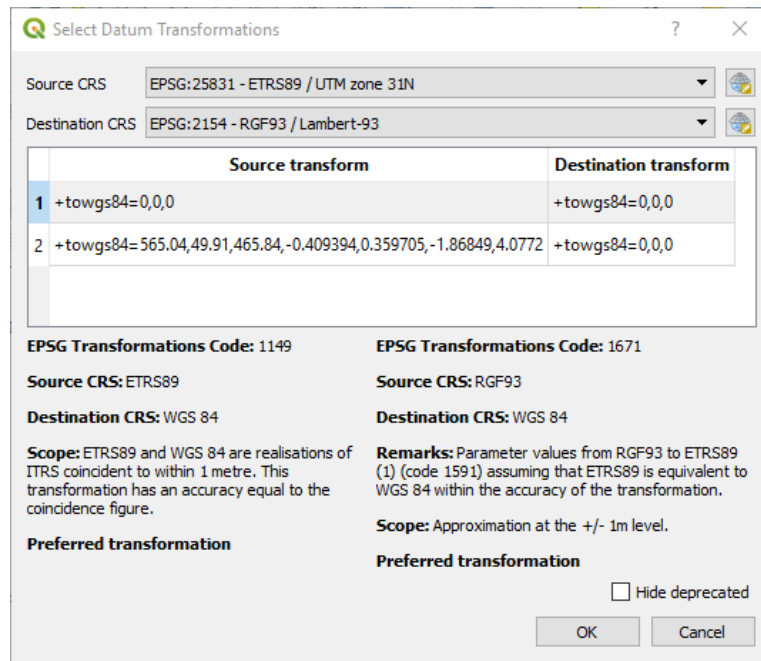 Select Datum Transformations
Source CRS EPSG:25831 - ETRS89 / UTM zone 31N
Destination CRS EPSG:2154 - RGF93 / Lambert-93
Source transform Destination transform
1 +towgs84=0,0,0 +towgs84=0,0,0
2 +towgs84=565.04,49.91,465.84,-0.409394,0.359705,-1.86849,4.0772 +towgs84=0,0,0
EPSG Transformations Code: 1149
Source CRS: ETRS89
Destination CRS: WGS 84
Scope: ETRS89 and WGS 84 are realisations of
ITRS coincident to within 1 metre. This
transformation has an accuracy equal to the
coincidence figure.
Preferred transformation
EPSG Transformations Code: 1671
Source CRS: RGF93
Destination CRS: WGS 84
Remarks: Parameter values from RGF93 to ETRS89
(1) (code 1591) assuming that ETRS89 is equivalent to
WGS 84 within the accuracy of the transformation.
Scope: Approximation at the +/- 1m level.
Preferred transformation
Hide deprecated
OK Cancel